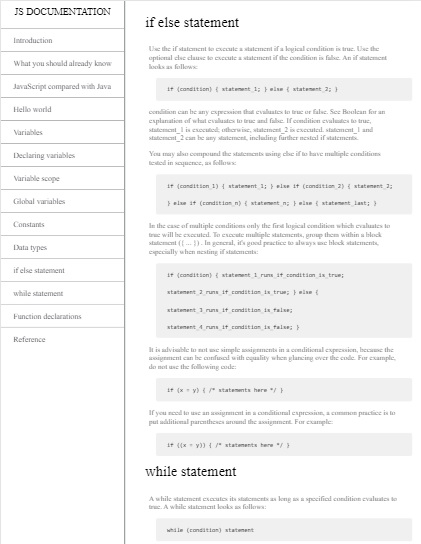 JS DOCUMENTATION
Introduction
What you should already know
JavaScript compared with Java
Hello world
Variables
Declaring variables
Variable scope
Global variables
Constants
Data types
if else statement
while statement
Function declarations
Reference
if else statement
Use the if statement to execute a statement if a logical condition is true. Use the
optional else clause to execute a statement if the condition is false. An if statement
looks as follows:
if (condition) { statement_1; } else { statement_2; }
condition can be any expression that evaluates to true or false. See Boolean for an
explanation of what evaluates to true and false. If condition evaluates to true,
statement_1 is executed; otherwise, statement_2 is executed. statement_1 and
statement_2 can be any statement, including further nested if statements.
You may also compound the statements using else if to have multiple conditions
tested in sequence, as follows:
if (condition_1) { statement_1; } else if (condition_2) { statement_2;
} else if (condition_n) { statement_n; } else { statement_last; }
In the case of multiple conditions only the first logical condition which evaluates to
true will be executed. To execute multiple statements, group them within a block
statement ({ ... }) . In general, it's good practice to always use block statements,
especially when nesting if statements:
if (condition) { statement_1_runs_if_condition_is_true;
statement_2_runs_if_condition_is_true; } else {
statement_3_runs_if_condition_is_false;
statement_4_runs_if_condition_is_false; }
It is advisable to not use simple assignments in a conditional expression, because the
assignment can be confused with equality when glancing over the code. For example,
do not use the following code:
if (x = y) { /* statements here */ }
If you need to use an assignment in a conditional expression, a common practice is to
put additional parentheses around the assignment. For example:
if ((x = y)) { /* statements here */ }
while statement
A while statement executes its statements as long as a specified condition evaluates to
true. A while statement looks as follows:
while (condition) statement